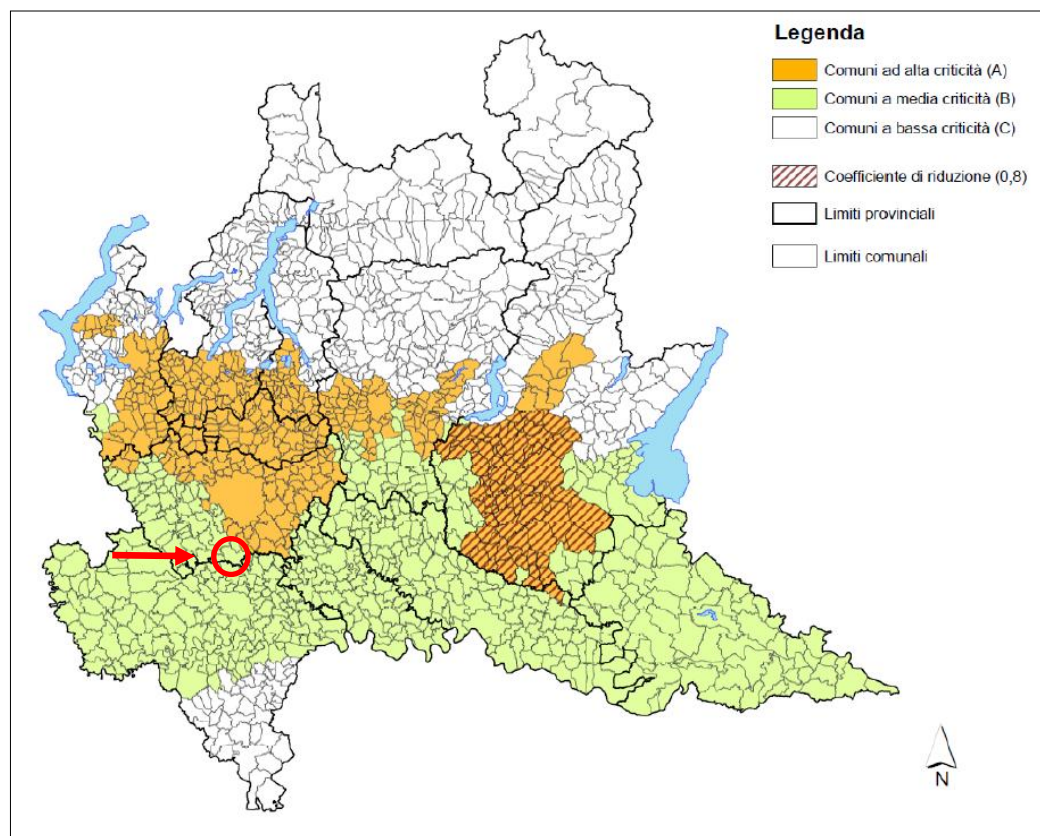 Legenda
Comuni ad alta criticità (A)
Comuni a media criticità (B)
Comuni a bassa criticità (C)
Coefficiente di riduzione (0,8)
Limiti provinciali
Limiti comunali
N